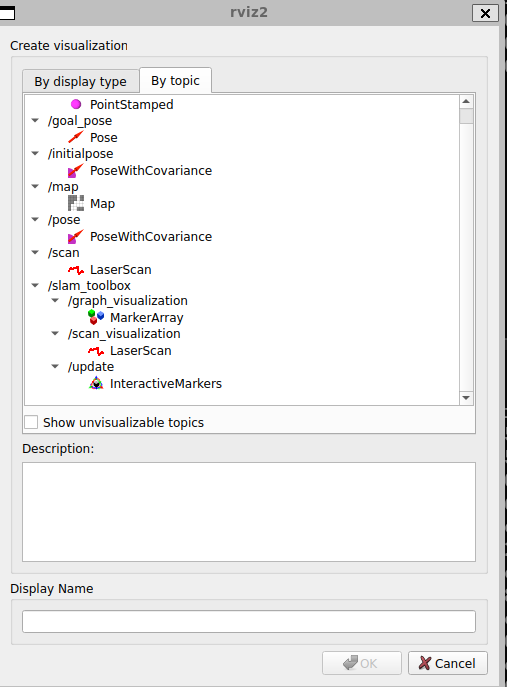 rviz2
Create visualization
By display type
By topic
PointStamped
/goal_pose
Pose
/initialpose
PoseWithCovariance
/map
Map
/pose
PoseWithCovariance
/scan
LaserScan
/slam_toolbox
/graph_visualization
MarkerArray
/scan_visualization
LaserScan
/update
InteractiveMarkers
Show unvisualizable topics
Description:
Display Name
OK
Cancel